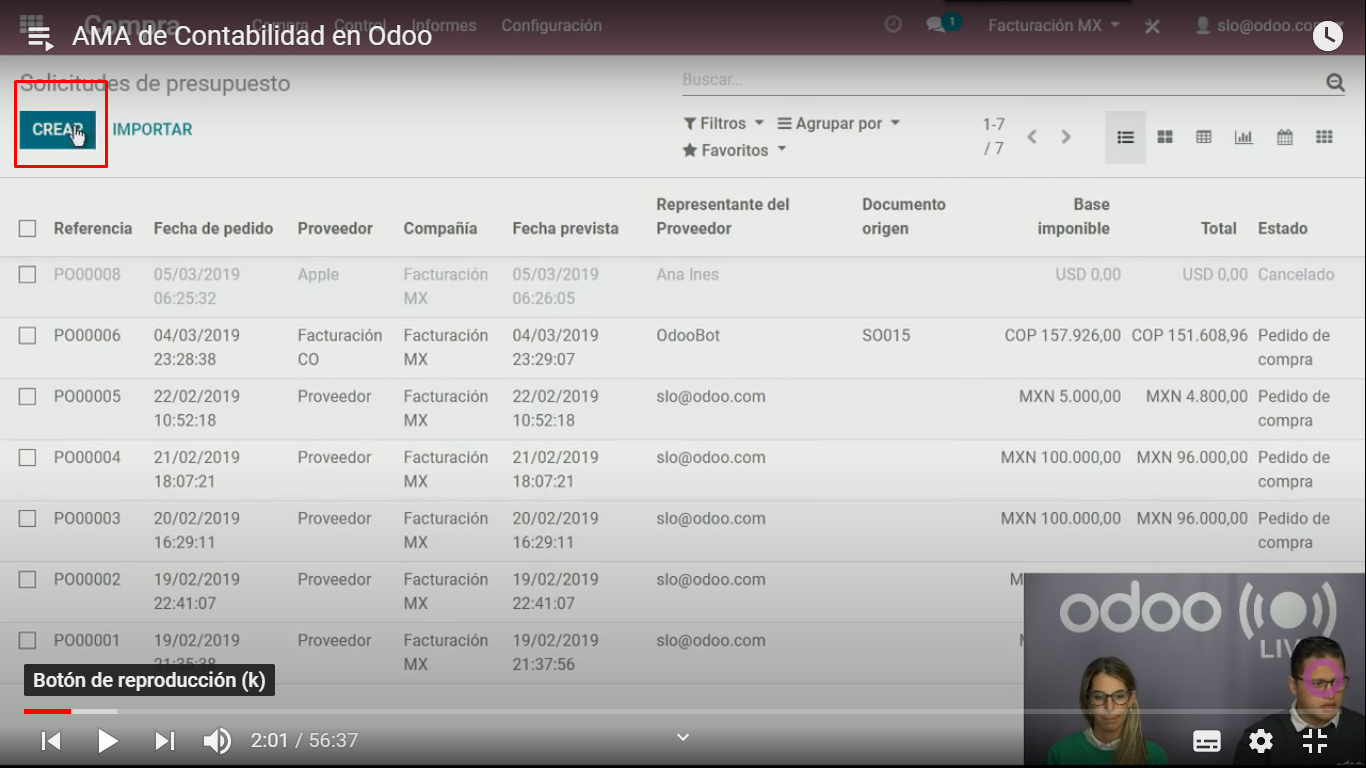 Compra
Compra Control Informes Configuración
1
Facturación MX
slo@odoo.co
AMA de Contabilidad en Odoo
Solicitudes de presupuesto
Buscar...
CREAR IMPORTAR
Filtros Agrupar por
Favoritos
1-7
/ 7
Referencia Fecha de pedido Proveedor Compañía Fecha prevista Representante del Proveedor Documento origen Base imponible Total Estado
PO00008 05/03/2019 06:25:32 Apple Facturación MX 05/03/2019 06:26:05 Ana Ines USD 0,00 USD 0,00 Cancelado
PO00006 04/03/2019 23:28:38 Facturación CO Facturación MX 04/03/2019 23:29:07 OdooBot SO015 COP 157.926,00 COP 151.608,96 Pedido de compra
PO00005 22/02/2019 10:52:18 Proveedor Facturación MX 22/02/2019 10:52:18 slo@odoo.com MXN 5.000,00 MXN 4.800,00 Pedido de compra
PO00004 21/02/2019 18:07:21 Proveedor Facturación MX 21/02/2019 18:07:21 slo@odoo.com MXN 100.000,00 MXN 96.000,00 Pedido de compra
PO00003 20/02/2019 16:29:11 Proveedor Facturación MX 20/02/2019 16:29:11 slo@odoo.com MXN 100.000,00 MXN 96.000,00 Pedido de compra
PO00002 19/02/2019 22:41:07 Proveedor Facturación MX 19/02/2019 22:41:07 slo@odoo.com
PO00001 19/02/2019 21:35:38 Proveedor Facturación MX 19/02/2019 21:37:56 slo@odoo.com
odoo
LIV
Botón de reproducción (k)
2:01 / 56:37